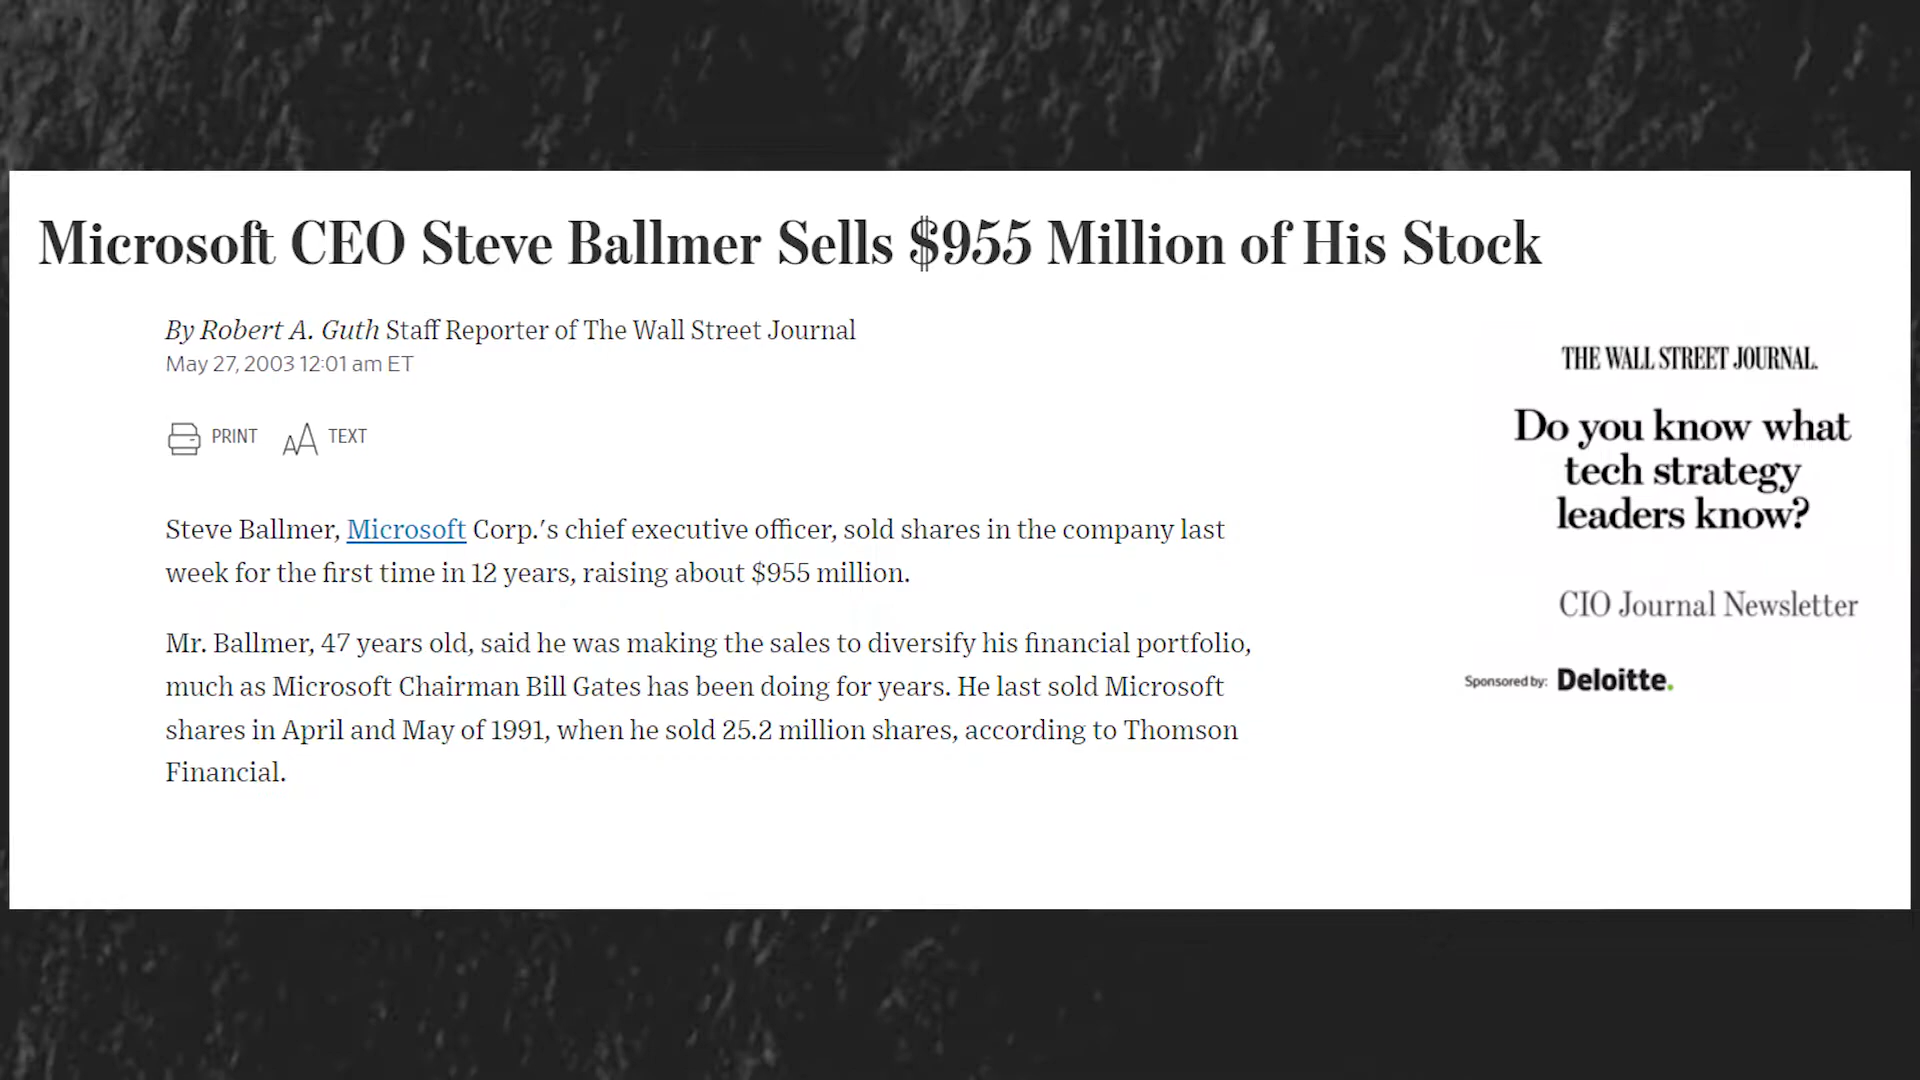 Microsoft CEO Steve Ballmer Sells $955 Million of His Stock
By Robert A. Guth Staff Reporter of The Wall Street Journal
May 27, 2003 12:01 am ET
PRINT AA TEXT
Steve Ballmer, Microsoft Corp.'s chief executive officer, sold shares in the company last
week for the first time in 12 years, raising about $955 million.
Mr. Ballmer, 47 years old, said he was making the sales to diversify his financial portfolio,
much as Microsoft Chairman Bill Gates has been doing for years. He last sold Microsoft
shares in April and May of 1991, when he sold 25.2 million shares, according to Thomson
Financial.
THE WALL STREET JOURNAL.
Do you know what
tech strategy
leaders know?
CIO Journal Newsletter
Sponsored by: Deloitte.